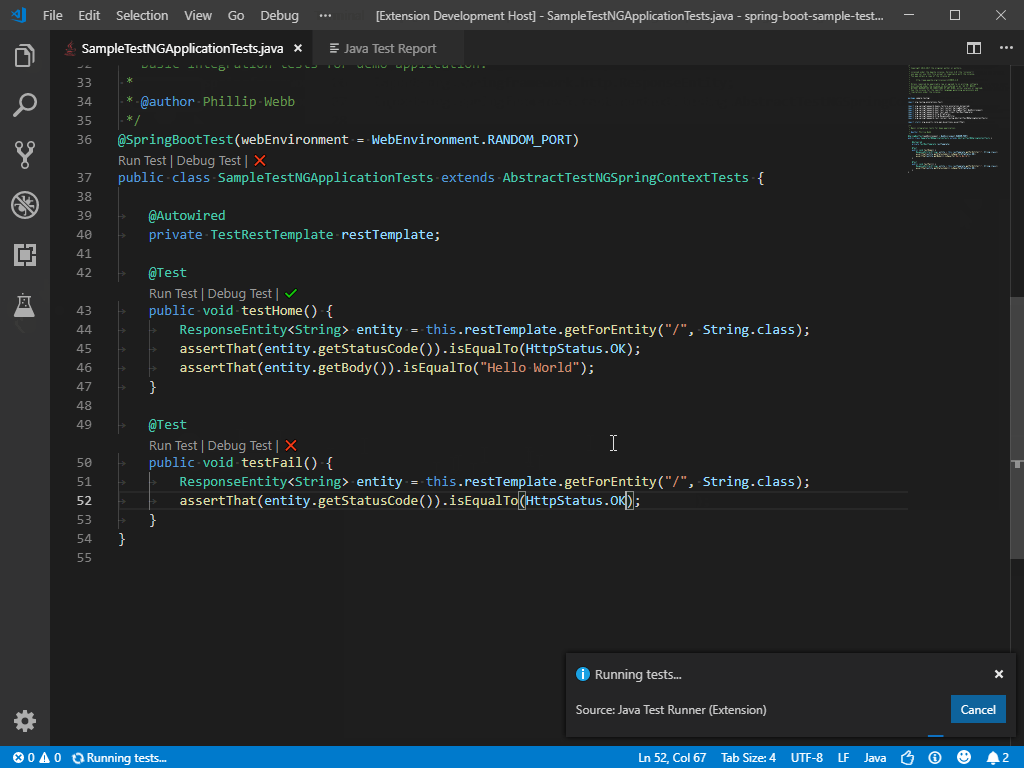 File Edit Selection View Go Debug ••• [Extension Development Host] - SampleTestNGApplicationTests.java - spring-boot-sample-test...
SampleTestNGApplicationTests.java × Java Test Report
32 * basic integration tests for demo application.
33 *
34 * @author Phillip Webb
35 */
36 @SpringBootTest(webEnvironment = WebEnvironment.RANDOM_PORT)
Run Test | Debug Test | ❌
37 public class SampleTestNGApplicationTests extends AbstractTestNGSpringContextTests {
38
39 @Autowired
40 private TestRestTemplate restTemplate;
41
42 @Test
Run Test | Debug Test | ✔
43 public void testHome() {
44 ResponseEntity<String> entity = this.restTemplate.getForEntity("/", String.class);
45 assertThat(entity.getStatusCode()).isEqualTo(HttpStatus.OK);
46 assertThat(entity.getBody()).isEqualTo("Hello World");
47 }
48
49 @Test
Run Test | Debug Test | ❌
50 public void testFail() {
51 ResponseEntity<String> entity = this.restTemplate.getForEntity("/", String.class);
52 assertThat(entity.getStatusCode()).isEqualTo(HttpStatus.OK);
53 }
54 }
55
Running tests... ×
Source: Java Test Runner (Extension) Cancel
0 0 Running tests... Ln 52, Col 67 Tab Size: 4 UTF-8 LF Java 2